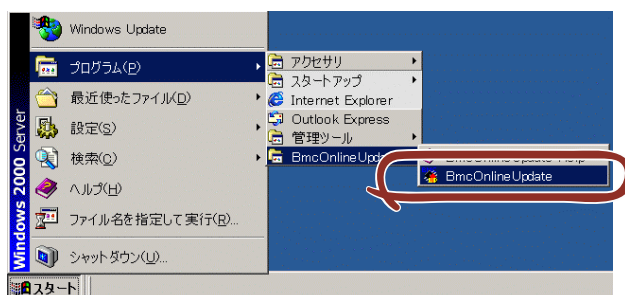 Windows Update
プログラム(P)
最近使ったファイル(D)
設定(S)
検索(C)
ヘルプ(H)
ファイル名を指定して実行(R)...
シャットダウン(U)...
Windows 2000 Server
スタート
アクセサリ
スタートアップ
Internet Explorer
Outlook Express
管理ツール
BmcOnlineUpdate
BmcOnlineUpdate Help
BmcOnlineUpdate